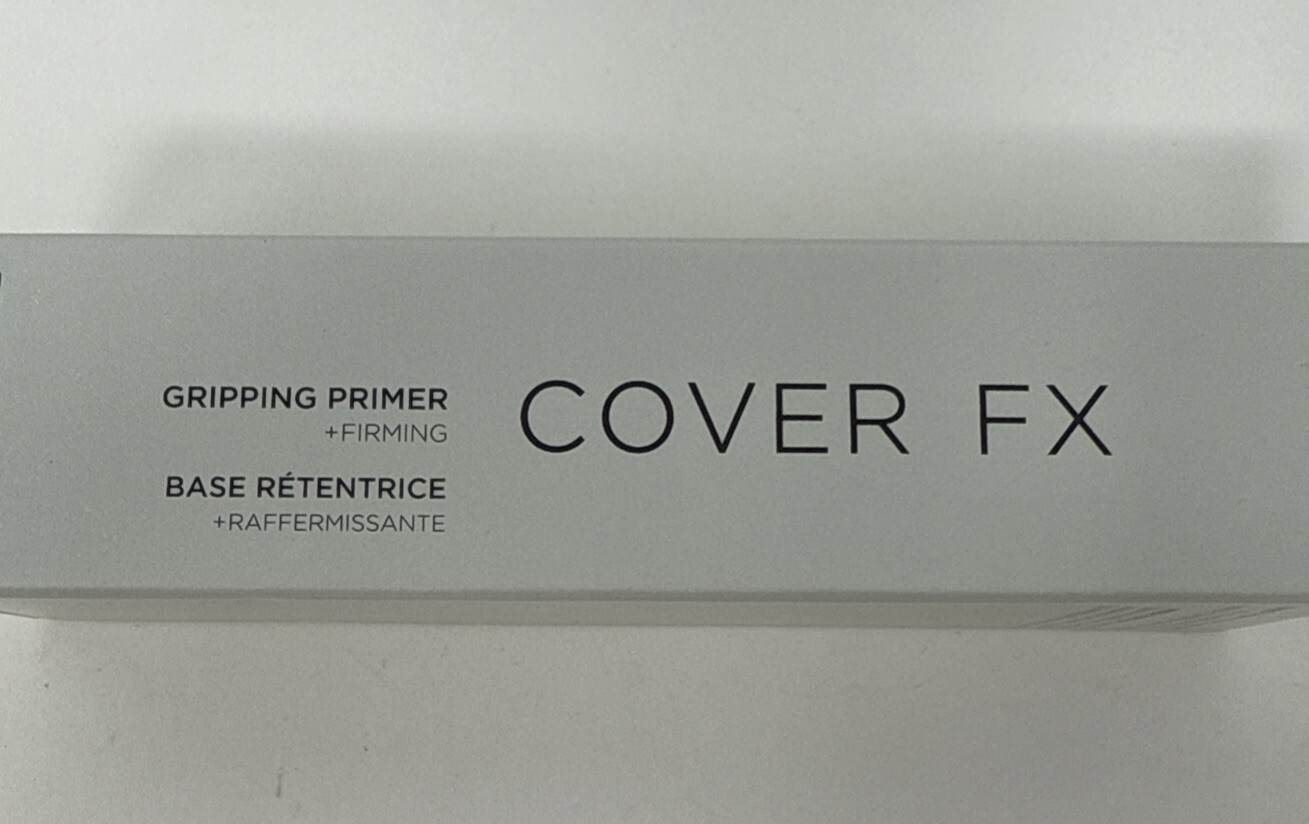 GRIPPING PRIMER
+FIRMING
BASE RÉTENTRICE
+RAFFERMISSANTE
COVER FX